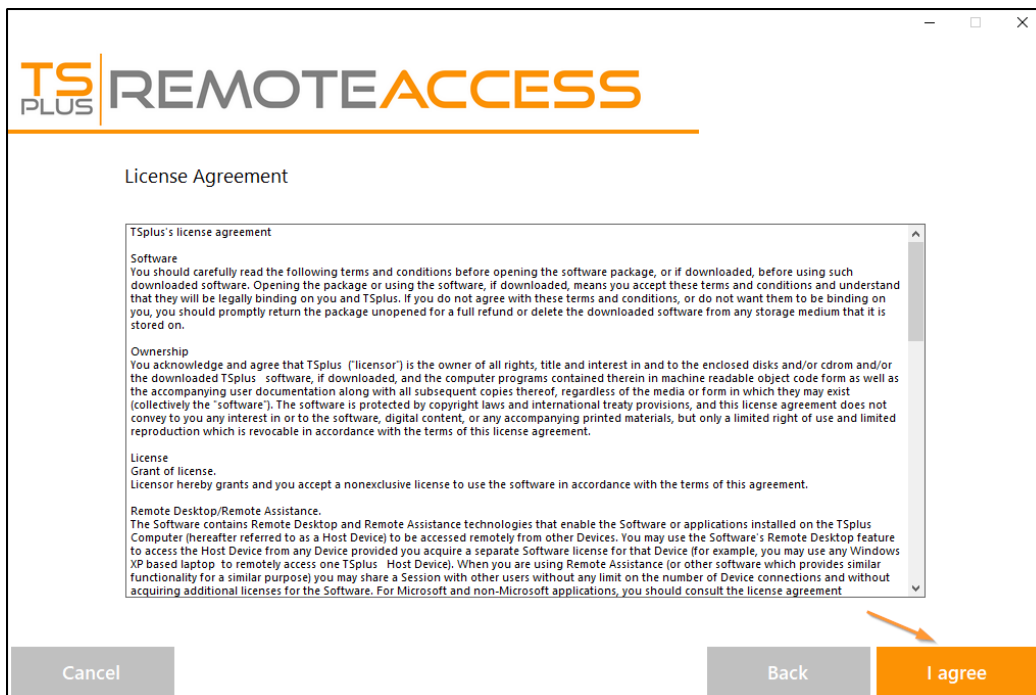 TS PLUS REMOTEACCESS
License Agreement
TSplus's license agreement
Software
You should carefully read the following terms and conditions before opening the software package, or if downloaded, before using such
downloaded software. Opening the package or using the software, if downloaded, means you accept these terms and conditions and understand
that they will be legally binding on you and TSplus. If you do not agree with these terms and conditions, or do not want them to be binding on
you, you should promptly return the package unopened for a full refund or delete the downloaded software from any storage medium that it is
stored on.
Ownership
You acknowledge and agree that TSplus ("licensor") is the owner of all rights, title and interest in and to the enclosed disks and/or cdrom and/or
the downloaded TSplus software, if downloaded, and the computer programs contained therein in machine readable object code form as well as
the accompanying user documentation along with all subsequent copies thereof, regardless of the media or form in which they may exist
(collectively the "software"). The software is protected by copyright laws and international treaty provisions, and this license agreement does not
convey to you any interest in or to the software, digital content, or any accompanying printed materials, but only a limited right of use and limited
reproduction which is revocable in accordance with the terms of this license agreement.
License
Grant of license.
Licensor hereby grants and you accept a nonexclusive license to use the software in accordance with the terms of this agreement.
Remote Desktop/Remote Assistance.
The Software contains Remote Desktop and Remote Assistance technologies that enable the Software or applications installed on the TSplus
Computer (hereafter referred to as a Host Device) to be accessed remotely from other Devices. You may use the Software's Remote Desktop feature
to access the Host Device from any Device provided you acquire a separate Software license for that Device (for example, you may use any Windows
XP based laptop to remotely access one TSplus Host Device). When you are using Remote Assistance (or other software which provides similar
functionality for a similar purpose) you may share a Session with other users without any limit on the number of Device connections and without
acquiring additional licenses for the Software. For Microsoft and non-Microsoft applications, you should consult the license agreement
Cancel
Back
I agree